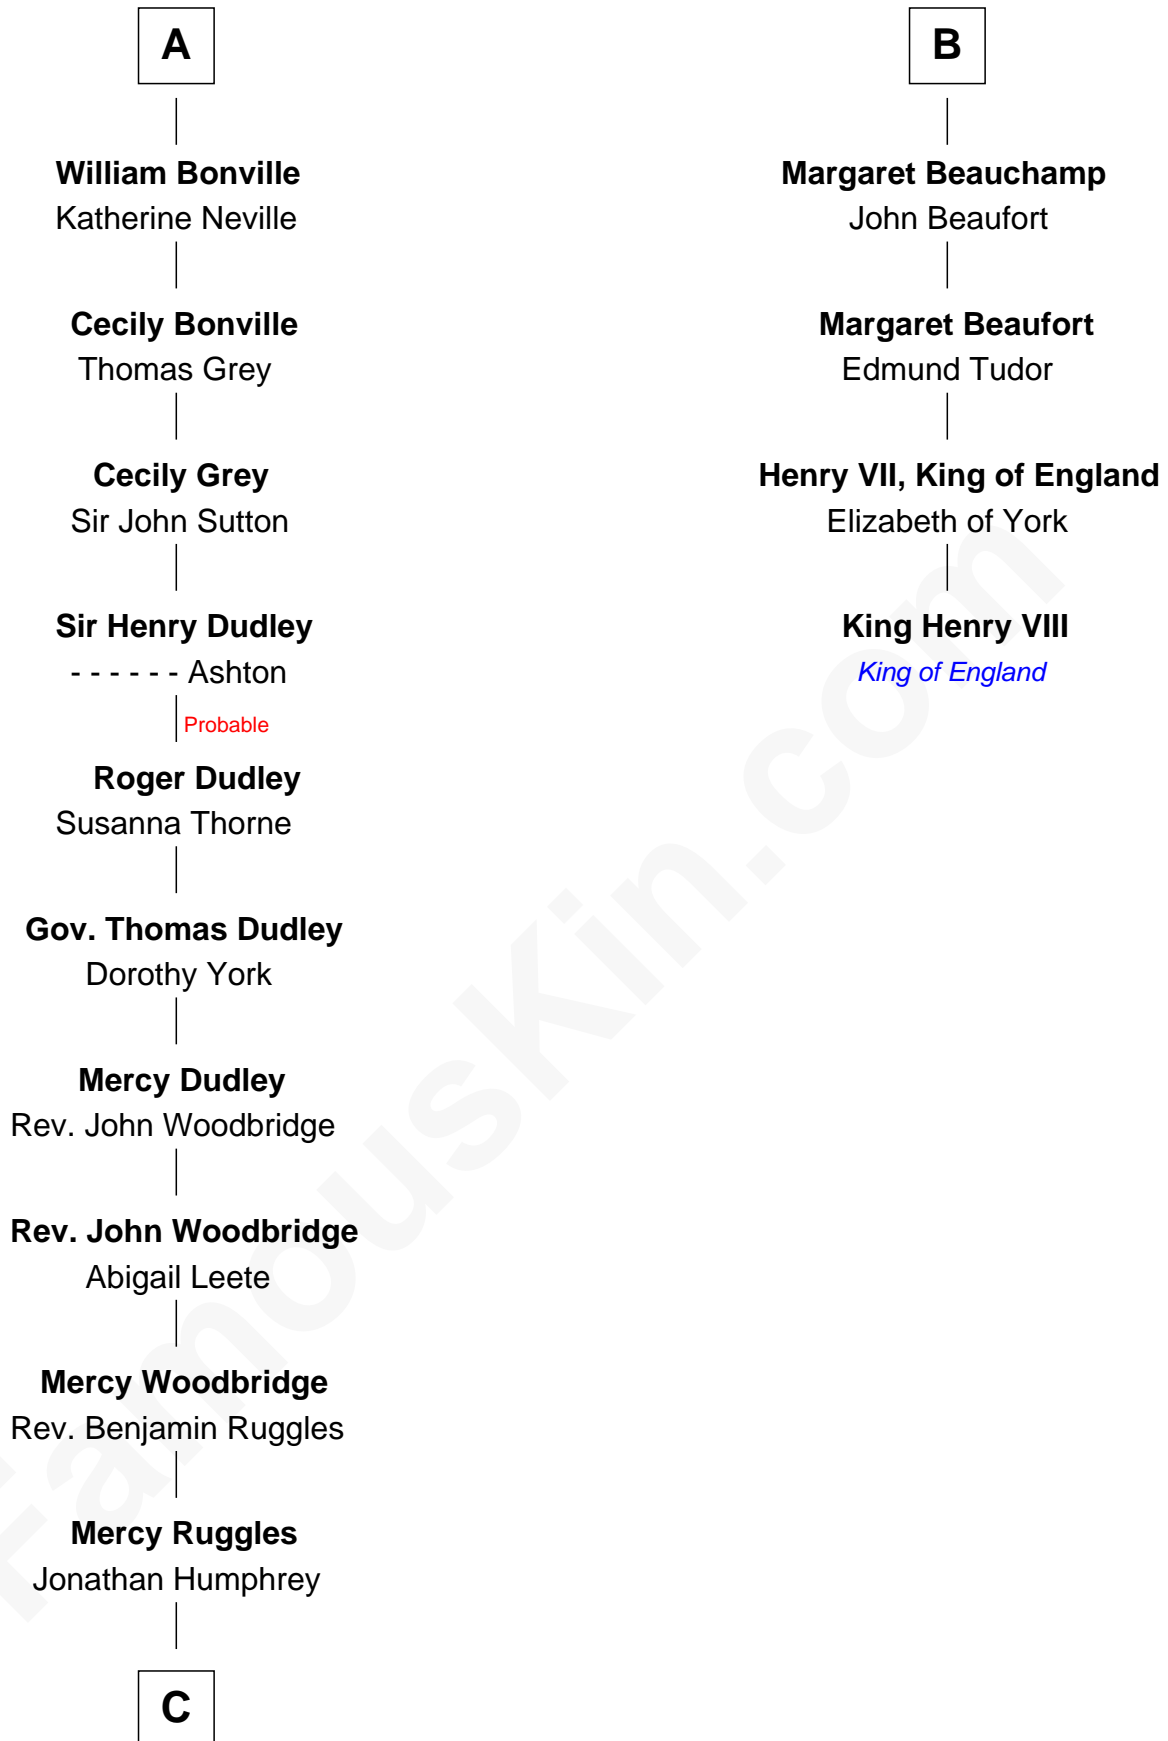 A
William Bonville
Katherine Neville
Cecily Bonville
Thomas Grey
Cecily Grey
Sir John Sutton
Sir Henry Dudley
- - - - - - Ashton
Probable
Roger Dudley
Susanna Thorne
Gov. Thomas Dudley
Dorothy York
Mercy Dudley
Rev. John Woodbridge
Rev. John Woodbridge
Abigail Leete
Mercy Woodbridge
Rev. Benjamin Ruggles
Mercy Ruggles
Jonathan Humphrey
C
B
Margaret Beauchamp
John Beaufort
Margaret Beaufort
Edmund Tudor
Henry VII, King of England
Elizabeth of York
King Henry VIII
King of England
FamousKin.com